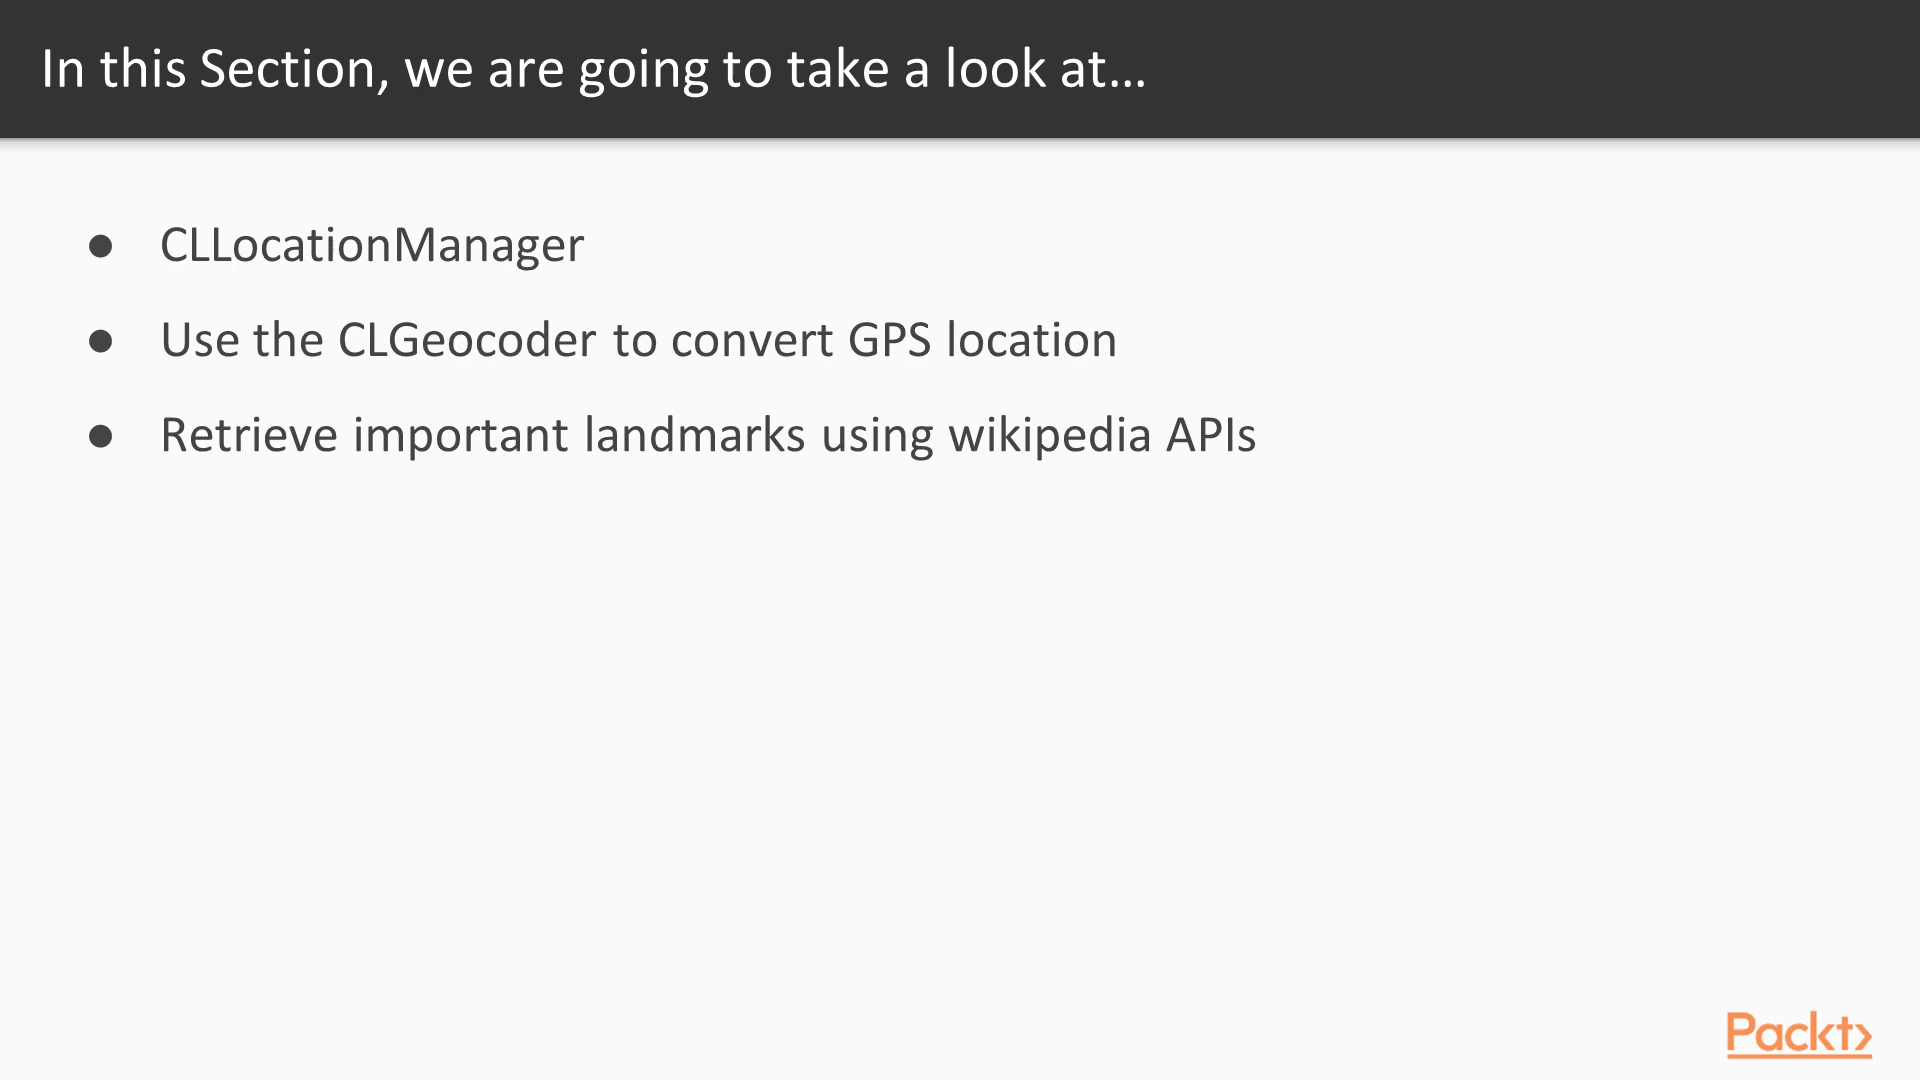 In this Section, we are going to take a look at...
● CLLocationManager
● Use the CLGeocoder to convert GPS location
● Retrieve important landmarks using wikipedia APIs
Packt>